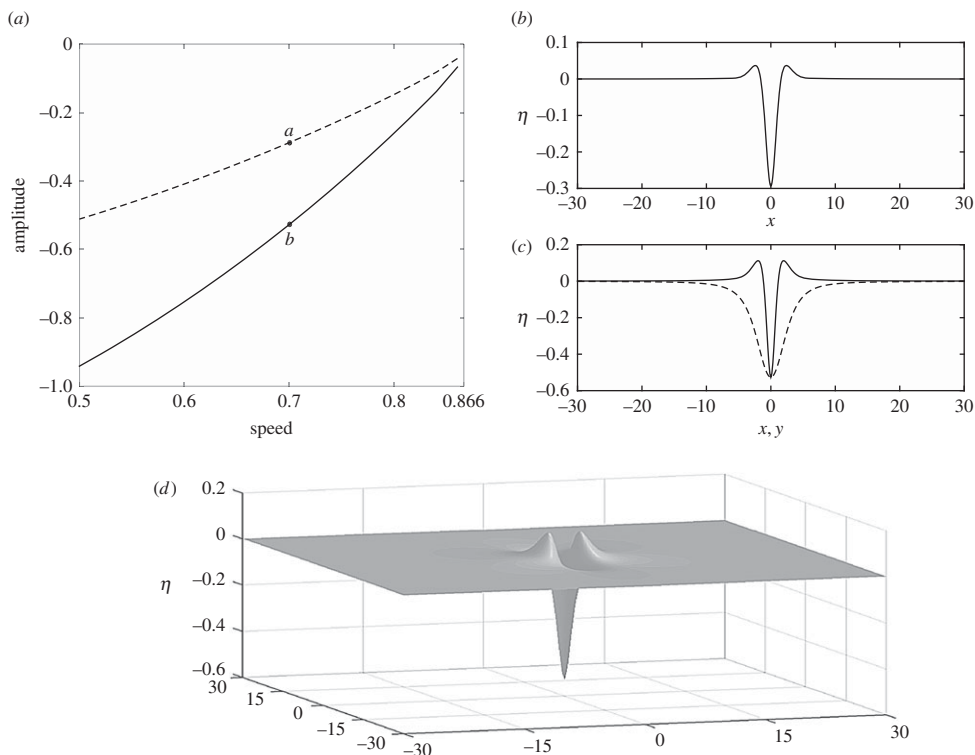 (a)
0
−0.2
−0.4
−0.6
−0.8
−1.0
amplitude
a
b
0.5 0.6 0.7 0.8 0.866
speed
(b)
0.1
0
−0.1
−0.2
−0.3
η
−30 −20 −10 0 10 20 30
x
(c)
0.2
0
−0.2
−0.4
−0.6
η
−30 −20 −10 0 10 20 30
x, y
(d)
0.2
0
−0.2
−0.4
−0.6
η
30
15
0
−15
−30
−30 −15 0 15 30